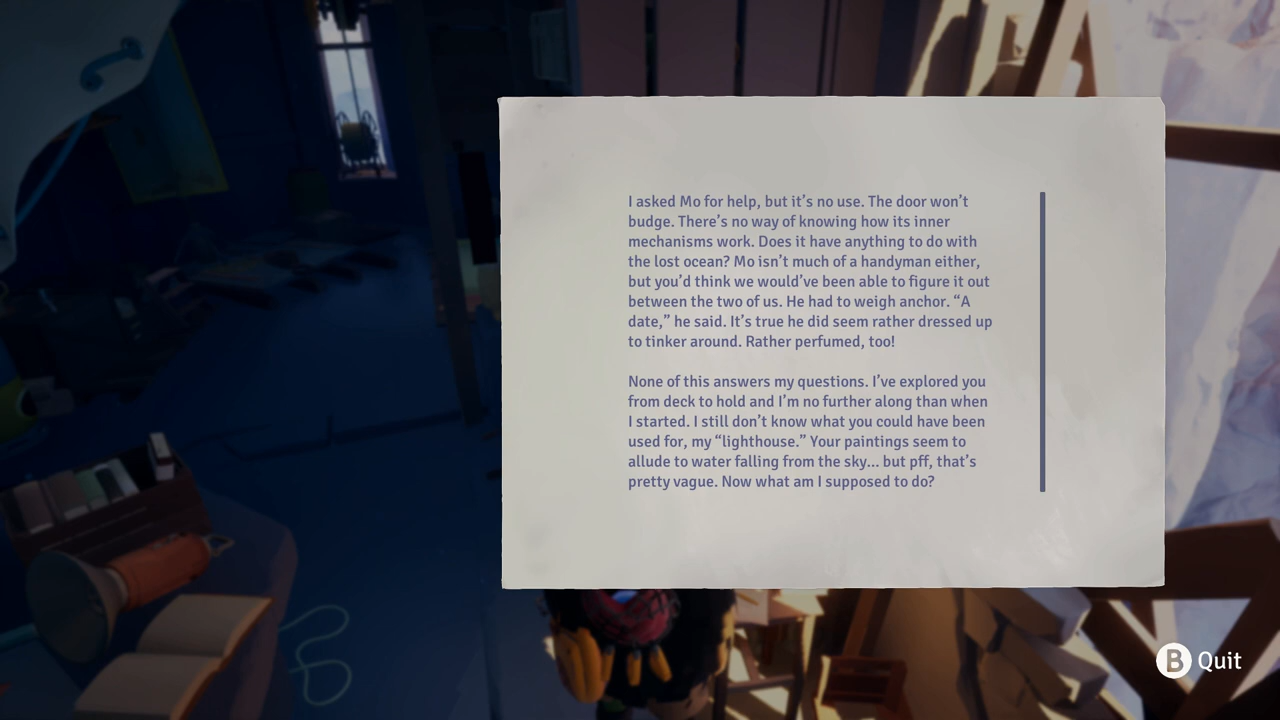 I asked Mo for help, but it’s no use. The door won’t
budge. There’s no way of knowing how its inner
mechanisms work. Does it have anything to do with
the lost ocean? Mo isn’t much of a handyman either,
but you’d think we would’ve been able to figure it out
between the two of us. He had to weigh anchor. “A
date,” he said. It’s true he did seem rather dressed up
to tinker around. Rather perfumed, too!
None of this answers my questions. I’ve explored you
from deck to hold and I’m no further along than when
I started. I still don’t know what you could have been
used for, my “lighthouse.” Your paintings seem to
allude to water falling from the sky... but pff, that’s
pretty vague. Now what am I supposed to do?
B Quit